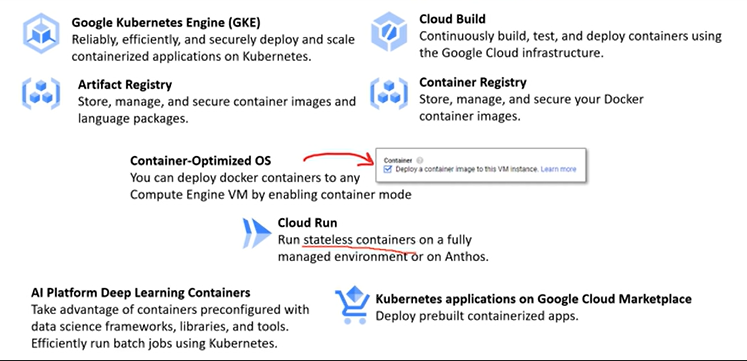 Google Kubernetes Engine (GKE)
Reliably, efficiently, and securely deploy and scale
containerized applications on Kubernetes.
Cloud Build
Continuously build, test, and deploy containers using
the Google Cloud infrastructure.
Artifact Registry
Store, manage, and secure container images and
language packages.
Container Registry
Store, manage, and secure your Docker
container images.
Container-Optimized OS
You can deploy docker containers to any
Compute Engine VM by enabling container mode
Container
Deploy a container image to this VM instance. Learn more
Cloud Run
Run stateless containers on a fully
managed environment or on Anthos.
AI Platform Deep Learning Containers
Take advantage of containers preconfigured with
data science frameworks, libraries, and tools.
Efficiently run batch jobs using Kubernetes.
Kubernetes applications on Google Cloud Marketplace
Deploy prebuilt containerized apps.